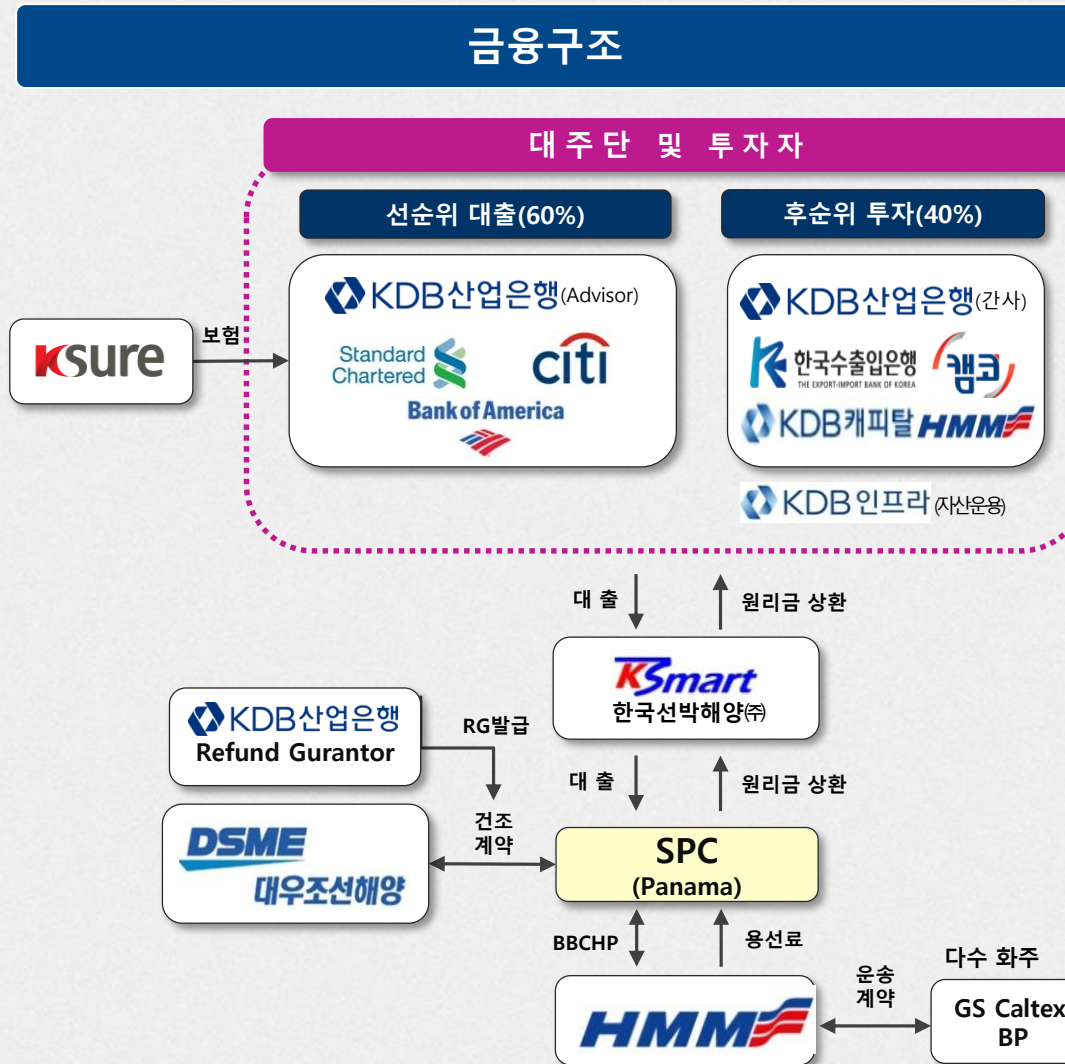 금융구조
대주단 및 투자자
선순위 대출(60%)
후순위 투자(40%)
KDB산업은행(Advisor)
Standard
Chartered
citi
Bank of America
KDB산업은행(간사)
한국수출입은행
THE EXPORT-IMPORT BANK OF KOREA
캠코
KDB캐피탈
HMM
KDB인프라(자산운용)
Ksure
보험
대 출
원리금 상환
KSmart
한국선박해양㈜
KDB산업은행
Refund Gurantor
RG발급
대 출
원리금 상환
건조
계약
DSME
대우조선해양
SPC
(Panama)
BBCHP
용선료
HMM
운송
계약
다수 화주
GS Caltex
BP